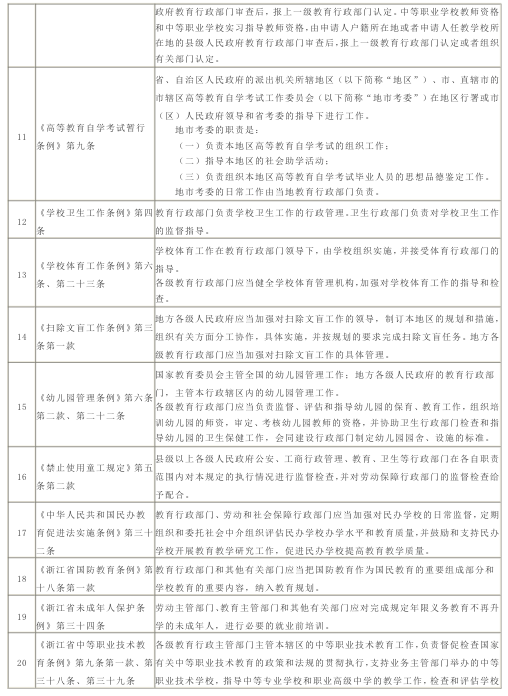 政府教育行政部门审查后，报上一级教育行政部门认定。中等职业学校教师资格
和中等职业学校实习指导教师资格，由申请人户籍所在地或者申请人任教学校所
在地的县级人民政府教育行政部门审查后，报上一级教育行政部门认定或者组织
有关部门认定。
11
《高等教育自学考试暂行
条例》第九条
省、自治区人民政府的派出机关所辖地区（以下简称“地区”）、市、直辖市的
市辖区高等教育自学考试工作委员会（以下简称“地市考委”）在地区行署或市
（区）人民政府领导和省考委的指导下进行工作。
地市考委的职责是：
（一）负责本地区高等教育自学考试的组织工作；
（二）指导本地区的社会助学活动；
（三）负责组织本地区高等教育自学考试毕业人员的思想品德鉴定工作。
地市考委的日常工作由当地教育行政部门负责。
12
《学校卫生工作条例》第四
条
教育行政部门负责学校卫生工作的行政管理。卫生行政部门负责对学校卫生工作
的监督指导。
13
《学校体育工作条例》第六
条、第二十三条
学校体育工作在教育行政部门领导下，由学校组织实施，并接受体育行政部门的
指导。
各级教育行政部门应当健全学校体育管理机构，加强对学校体育工作的指导和检
查。
14
《扫除文盲工作条例》第三
条第一款
地方各级人民政府应当加强对扫除文盲工作的领导，制订本地区的规划和措施，
组织有关方面分工协作，具体实施，并按规划的要求完成扫除文盲任务。地方各
级教育行政部门应当加强对扫除文盲工作的具体管理。
15
《幼儿园管理条例》第六条
第二款、第二十二条
国家教育委员会主管全国的幼儿园管理工作；地方各级人民政府的教育行政部
门，主管本行政辖区内的幼儿园管理工作。
各级教育行政部门应当负责监督、评估和指导幼儿园的保育、教育工作，组织培
训幼儿园的师资，审定、考核幼儿园教师的资格，并协助卫生行政部门检查和指
导幼儿园的卫生保健工作，会同建设行政部门制定幼儿园园舍、设施的标准。
16
《禁止使用童工规定》第五
条第二款
县级以上各级人民政府公安、工商行政管理、教育、卫生等行政部门在各自职责
范围内对本规定的执行情况进行监督检查，并对劳动保障行政部门的监督检查给
予配合。
17
《中华人民共和国民办教
育促进法实施条例》第三十
二条
教育行政部门、劳动和社会保障行政部门应当加强对民办学校的日常监督，定期
组织和委托社会中介组织评估民办学校办学水平和教育质量，并鼓励和支持民办
学校开展教育教学研究工作，促进民办学校提高教育教学质量。
18
《浙江省国防教育条例》第
十八条第一款
教育行政部门和其他有关部门应当把国防教育作为国民教育的重要组成部分和
学校教育的重要内容，纳入教育规划。
19
《浙江省未成年人保护条
例》第三十四条
劳动主管部门、教育主管部门和其他有关部门应对完成规定年限义务教育不再升
学的未成年人，进行必要的就业前培训。
20
《浙江省中等职业技术教
育条例》第九条第一款、第
三十八条、第三十九条
各级教育行政主管部门主管本辖区的中等职业技术教育工作，负责督促检查国家
有关中等职业技术教育的政策和法规的贯彻执行，支持业务主管部门举办的中等
职业技术学校，指导中等专业学校和职业高级中学的教学工作，检查和评估学校